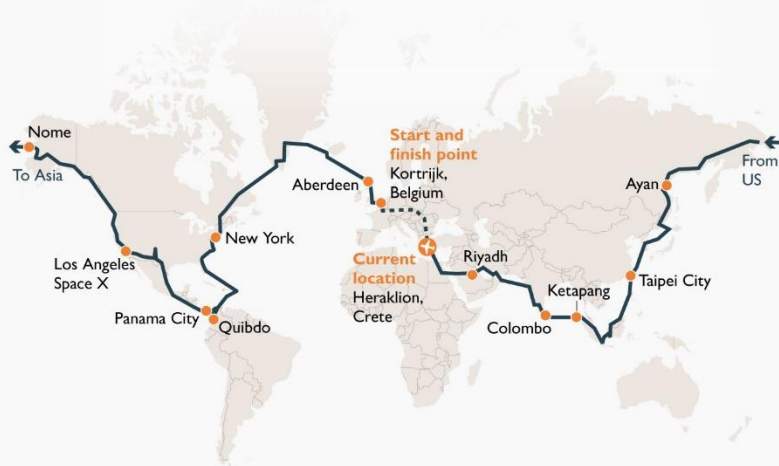 Nome
To Asia
Los Angeles
Space X
Panama City
Quibdo
New York
Aberdeen
Start and
finish point
Kortrijk,
Belgium
Current
location
Heraklion,
Crete
Riyadh
Colombo
Ketapang
Taipei City
Ayan
From
US